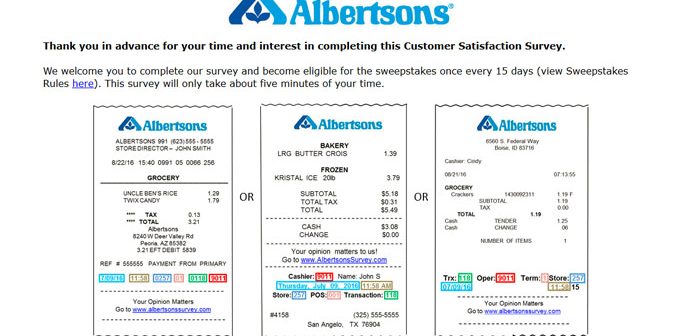 Albertsons®
Thank you in advance for your time and interest in completing this Customer Satisfaction Survey.
We welcome you to complete our survey and become eligible for the sweepstakes once every 15 days (view Sweepstakes
Rules here). This survey will only take about five minutes of your time.
Albertsons
ALBERTSONS 991 (623)555- 5555
STORE DIRECTOR – JOHN SMITH
8/22/16 15:40 0991 05 0066 256
GROCERY
UNCLE BEN'S RICE 1.29
TWIX CANDY 1.79
**** TAX 0.13
**** TOTAL 3.21
Albertsons
8240 W Deer Valley Rd
Peoria, AZ 85382
3.21 EFT DEBIT 5839
REF # 555555 PAYMENT FROM PRIMARY
7/09/16 11:58 0257 01 0118 9011
Your Opinion Matters
Go to www.albertsonssurvey.com
OR
Albertsons
BAKERY
LRG BUTTER CROIS 1.39
FROZEN
KRISTAL ICE 20lb 3.79
SUBTOTAL $5.18
TOTAL TAX $0.31
TOTAL $5.49
CASH $3.08
CHANGE $0.00
Your opinion matters to us!
Go to www.AlbertsonsSurvey.com
Cashier: 9011 Name: John S
Thursday, July 09, 2016 11:58 AM
Store: 257 POS: 001 Transaction: 118
#4158 (325) 555-5555
San Angelo, TX 76904
OR
Albertsons
6560 S. Federal Way
Boise, ID 83716
Cashier: Cindy
08/21/16 07:13:55
GROCERY
Crackers 1430092311 1.19 F
SUBTOTAL 1.19
TAX 0.00
TOTAL 1.19
CASH TENDER 1.25
CASH CHANGE .06
NUMBER OF ITEMS 1
Trx: 118 Oper: 9011 Term: 1 Store: 257
07/09/16 11:58 15
Your Opinion Matters
Go to www.albertsonssurvey.com